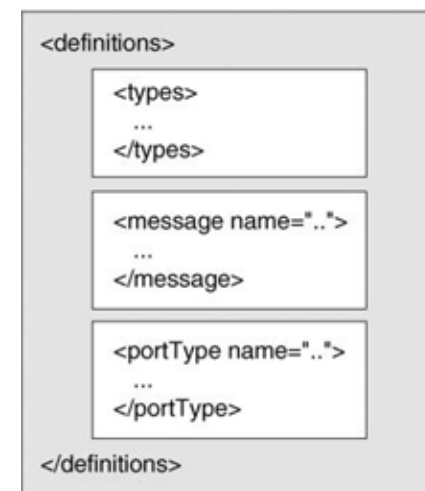 <definitions>
<types>
...
</types>
<message name="..">
...
</message>
<portType name="..">
...
</portType>
</definitions>